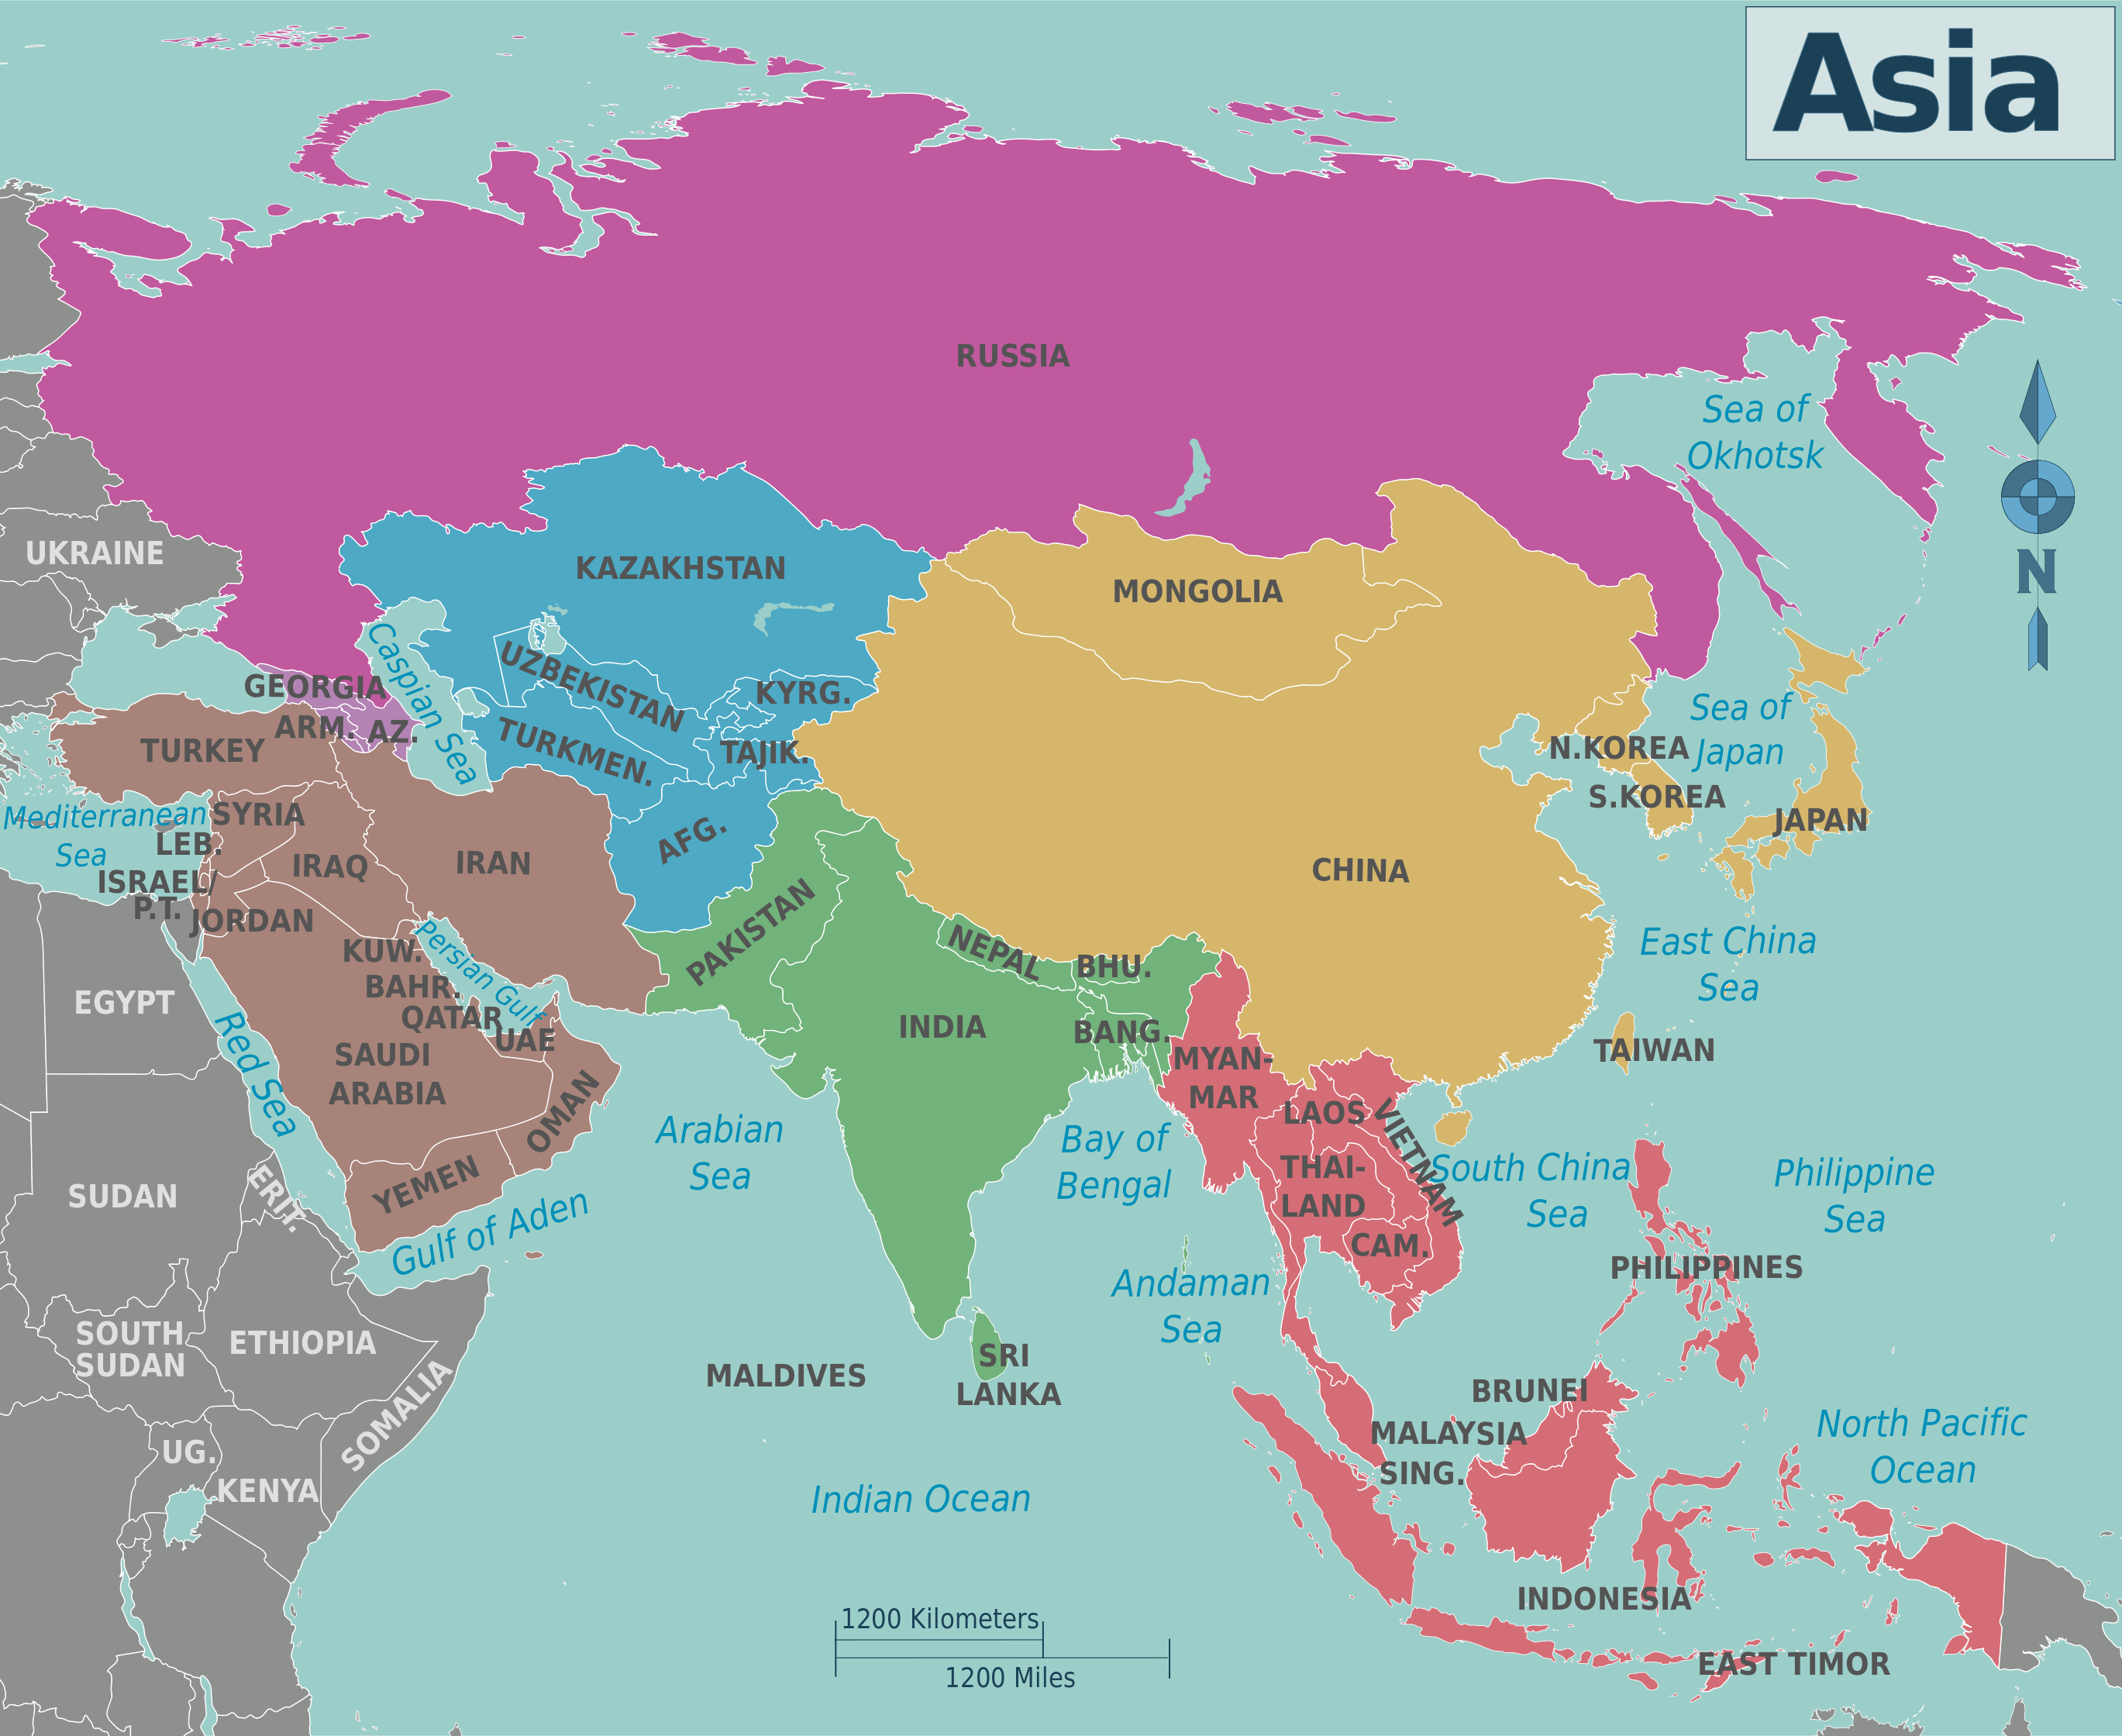 Asia
RUSSIA
Sea of
Okhotsk
N
UKRAINE
KAZAKHSTAN
MONGOLIA
Caspian Sea
GEORGIA
UZBEKISTAN
KYRG.
ARM.
AZ.
TURKEY
TURKMEN.
TAJIK.
Sea of
Japan
N.KOREA
S.KOREA
JAPAN
Mediterranean
Sea
SYRIA
LEB.
ISRAEL/
P.T.
IRAQ
IRAN
AFG.
CHINA
JORDAN
KUW.
BAHR.
QATAR
UAE
Persian Gulf
PAKISTAN
NEPAL
BHU.
East China
Sea
EGYPT
Red Sea
SAUDI
ARABIA
INDIA
BANG.
MYAN-
MAR
TAIWAN
OMAN
YEMEN
Arabian
Sea
Bay of
Bengal
LAOS
VIETNAM
THAI-
LAND
CAM.
South China
Sea
Philippine
Sea
SUDAN
ERIT.
Gulf of Aden
Andaman
Sea
PHILIPPINES
SOUTH
SUDAN
ETHIOPIA
SOMALIA
MALDIVES
SRI
LANKA
BRUNEI
MALAYSIA
SING.
North Pacific
Ocean
UG.
KENYA
Indian Ocean
INDONESIA
EAST TIMOR
1200 Kilometers
1200 Miles